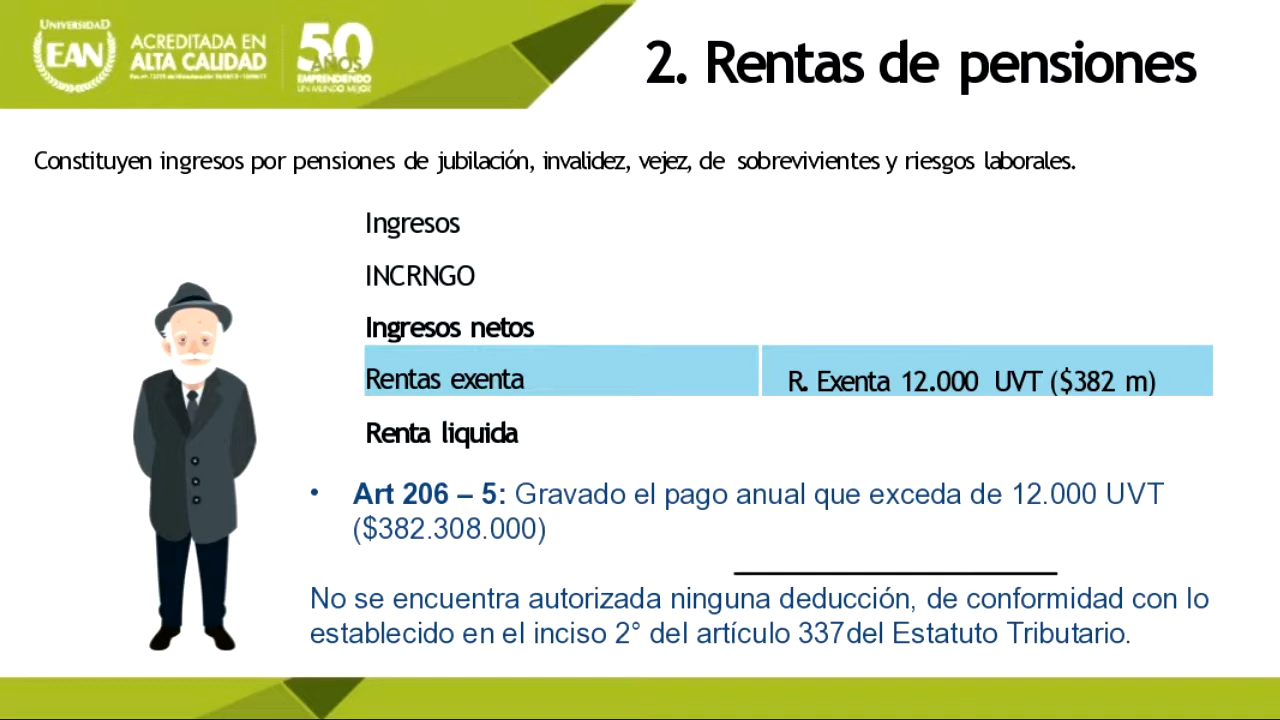 UNIVERSIDAD
EAN
ACREDITADA EN
ALTA CALIDAD
50
AÑOS
EMPRENDIENDO
UN MUNDO MEJOR
2. Rentas de pensiones
Constituyen ingresos por pensiones de jubilación, invalidez, vejez, de sobrevivientes y riesgos laborales.
Ingresos
INCRNGO
Ingresos netos
Rentas exenta
R. Exenta 12.000 UVT ($382 m)
Renta liquida
• Art 206 – 5: Gravado el pago anual que exceda de 12.000 UVT
($382.308.000)
No se encuentra autorizada ninguna deducción, de conformidad con lo
establecido en el inciso 2° del artículo 337del Estatuto Tributario.